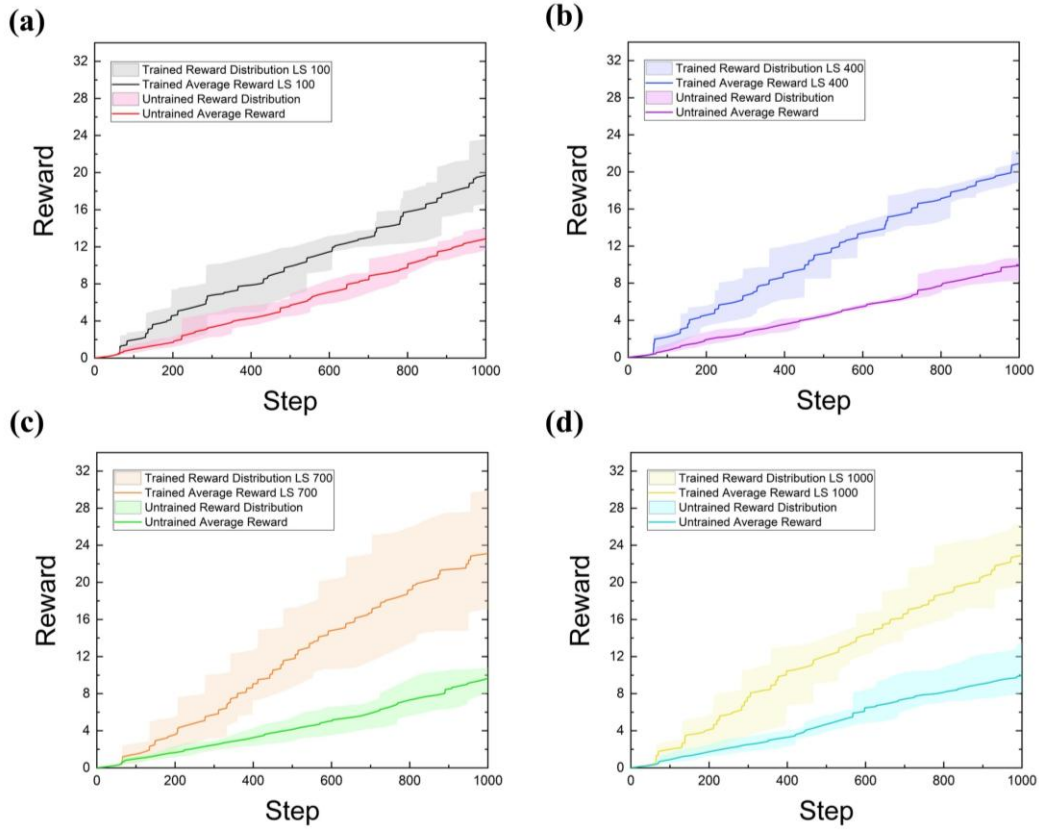 (a)
Trained Reward Distribution LS 100
Trained Average Reward LS 100
Untrained Reward Distribution
Untrained Average Reward
Reward
32
28
24
20
16
12
8
4
0
0 200 400 600 800 1000
Step
(b)
Trained Reward Distribution LS 400
Trained Average Reward LS 400
Untrained Reward Distribution
Untrained Average Reward
Reward
32
28
24
20
16
12
8
4
0
0 200 400 600 800 1000
Step
(c)
Trained Reward Distribution LS 700
Trained Average Reward LS 700
Untrained Reward Distribution
Untrained Average Reward
Reward
32
28
24
20
16
12
8
4
0
0 200 400 600 800 1000
Step
(d)
Trained Reward Distribution LS 1000
Trained Average Reward LS 1000
Untrained Reward Distribution
Untrained Average Reward
Reward
32
28
24
20
16
12
8
4
0
0 200 400 600 800 1000
Step